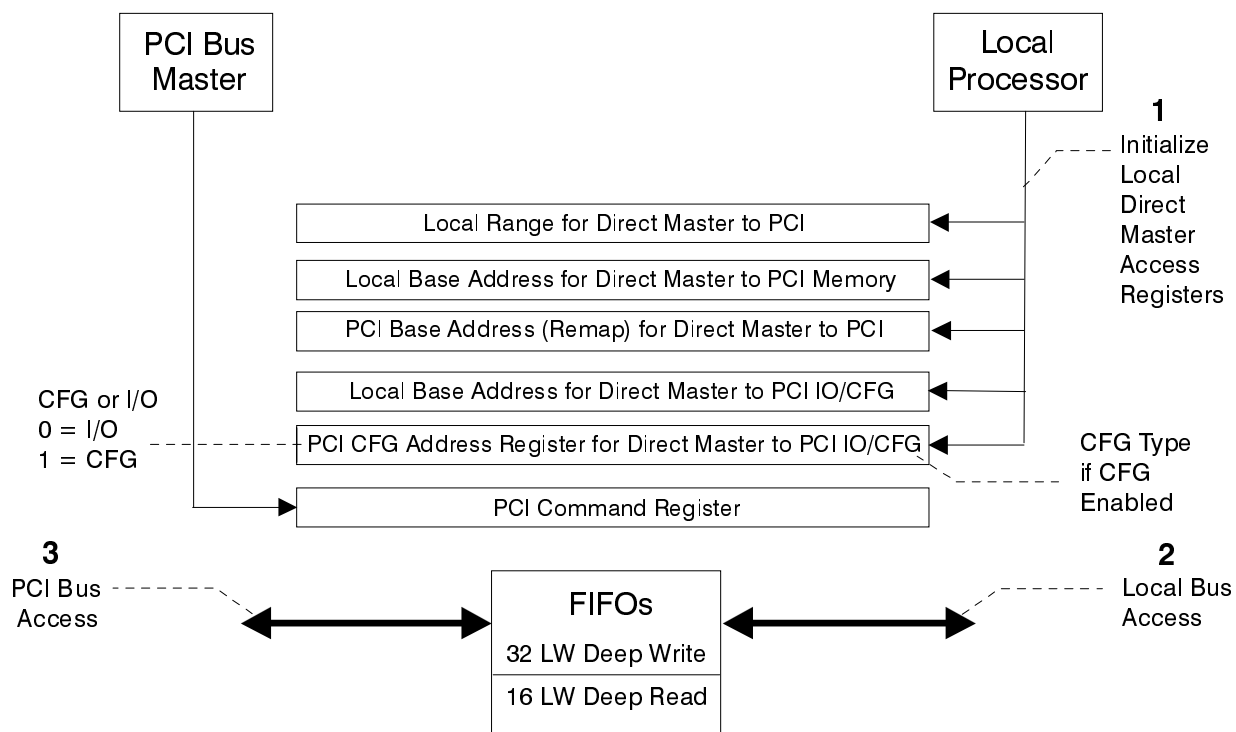 PCI Bus
Master
Local
Processor
1
Initialize
Local
Direct
Master
Access
Registers
Local Range for Direct Master to PCI
Local Base Address for Direct Master to PCI Memory
PCI Base Address (Remap) for Direct Master to PCI
Local Base Address for Direct Master to PCI IO/CFG
PCI CFG Address Register for Direct Master to PCI IO/CFG
CFG or I/O
0 = I/O
1 = CFG
CFG Type
if CFG
Enabled
PCI Command Register
3
PCI Bus
Access
FIFOs
32 LW Deep Write
16 LW Deep Read
2
Local Bus
Access